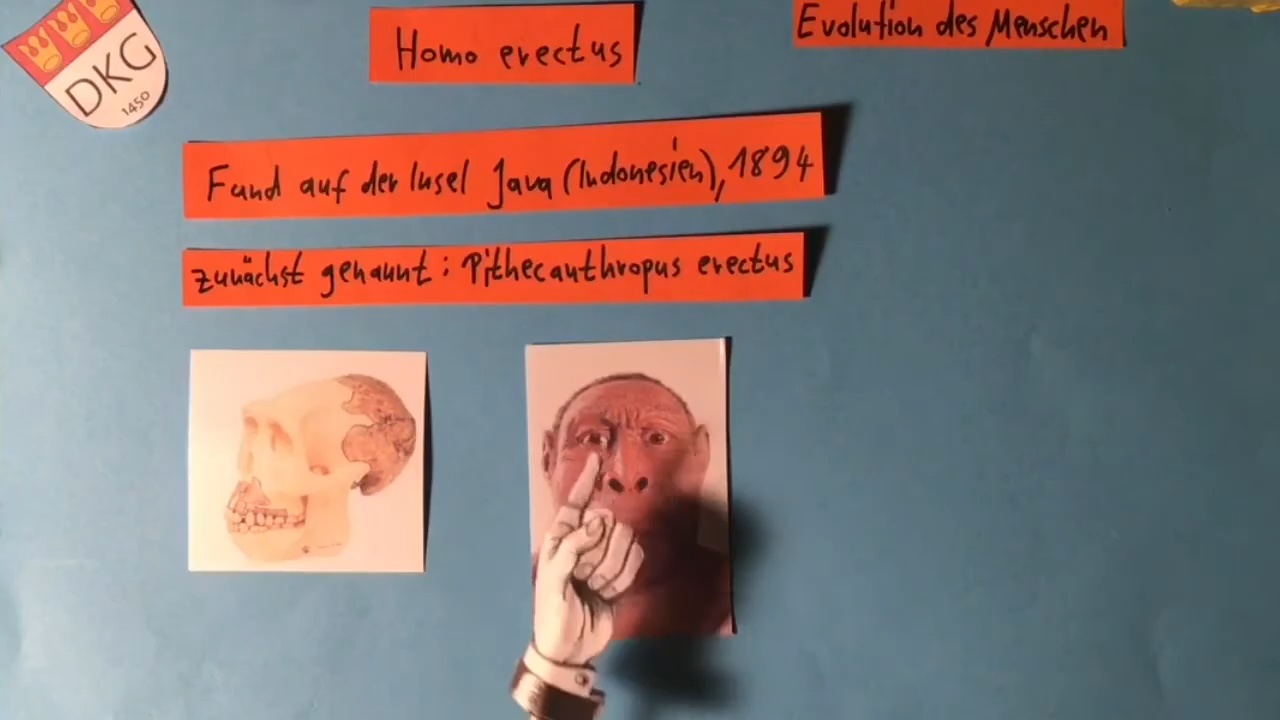 DKG
1450
Homo erectus
Evolution des Menschen
Fund auf der Insel Java (Indonesien), 1894
zunächst genannt: Pithecanthropus erectus